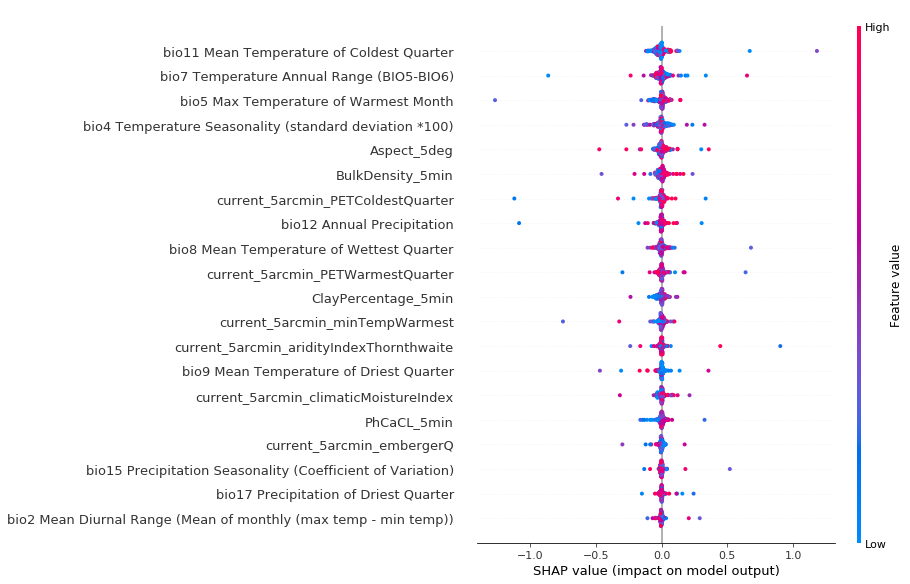 High
bio11 Mean Temperature of Coldest Quarter
bio7 Temperature Annual Range (BIO5-BIO6)
bio5 Max Temperature of Warmest Month
bio4 Temperature Seasonality (standard deviation *100)
Aspect_5deg
BulkDensity_5min
current_5arcmin_PETColdestQuarter
bio12 Annual Precipitation
bio8 Mean Temperature of Wettest Quarter
current_5arcmin_PETWarmestQuarter
ClayPercentage_5min
current_5arcmin_minTempWarmest
current_5arcmin_aridityIndexThornthwaite
bio9 Mean Temperature of Driest Quarter
current_5arcmin_climaticMoistureIndex
PhCaCL_5min
current_5arcmin_embergerQ
bio15 Precipitation Seasonality (Coefficient of Variation)
bio17 Precipitation of Driest Quarter
bio2 Mean Diurnal Range (Mean of monthly (max temp - min temp))
Feature value
Low
−1.0 −0.5 0.0 0.5 1.0
SHAP value (impact on model output)